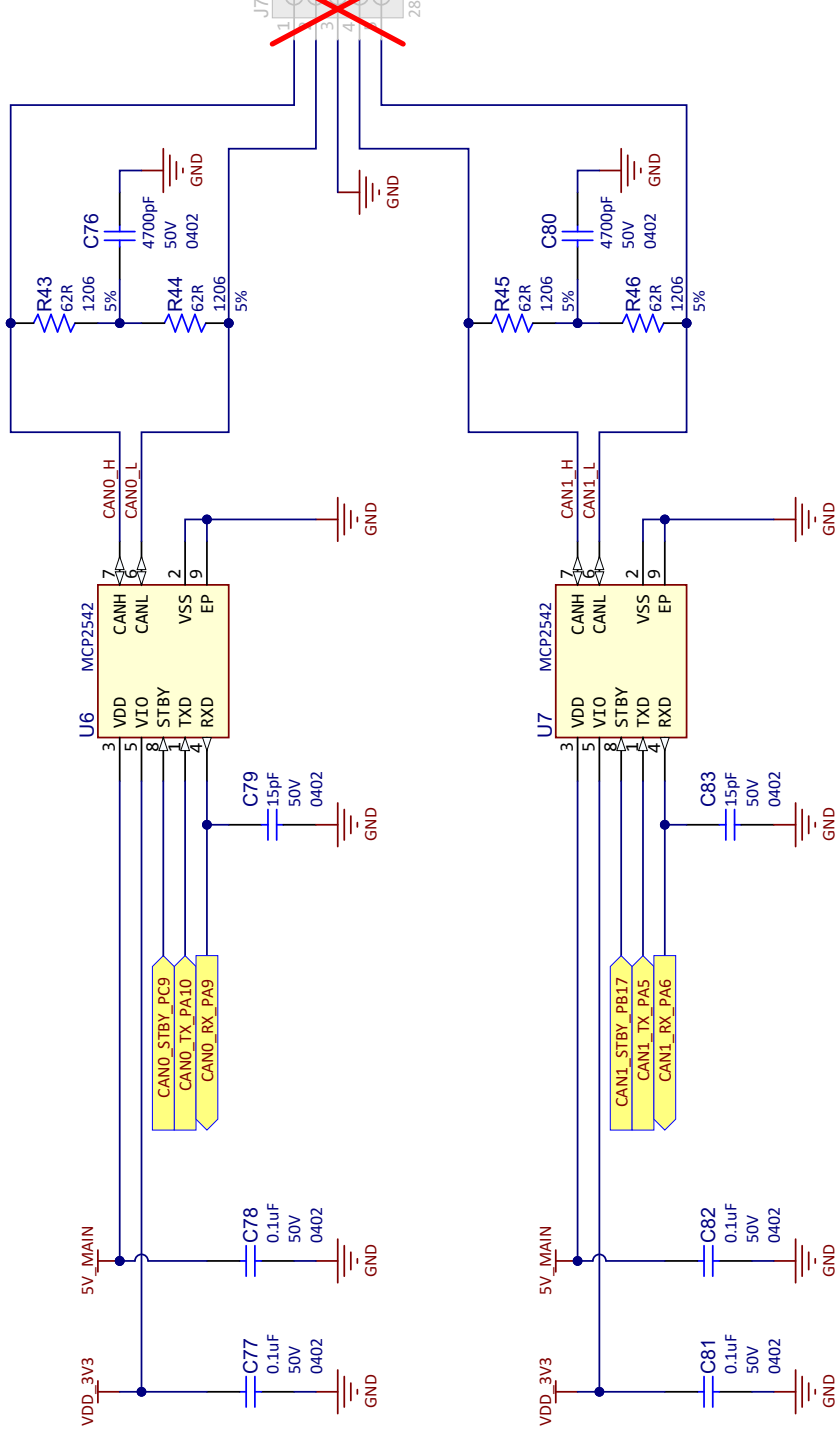 J7
1
2
3
4
5
28
GND
C76
4700pF
50V
0402
GND
R43
62R
1206
5%
R44
62R
1206
5%
CAN0_H
CAN0_L
U6
MCP2542
3
VDD
5
VIO
8
STBY
1
TXD
4
RXD
7
CANH
6
CANL
2
VSS
9
EP
GND
C79
15pF
50V
0402
GND
CAN0_STBY_PC9
CAN0_TX_PA10
CAN0_RX_PA9
5V_MAIN
C78
0.1uF
50V
0402
GND
VDD_3V3
C77
0.1uF
50V
0402
GND
C80
4700pF
50V
0402
GND
R45
62R
1206
5%
R46
62R
1206
5%
CAN1_H
CAN1_L
U7
MCP2542
3
VDD
5
VIO
8
STBY
1
TXD
4
RXD
7
CANH
6
CANL
2
VSS
9
EP
GND
C83
15pF
50V
0402
GND
CAN1_STBY_PB17
CAN1_TX_PA5
CAN1_RX_PA6
5V_MAIN
C82
0.1uF
50V
0402
GND
VDD_3V3
C81
0.1uF
50V
0402
GND